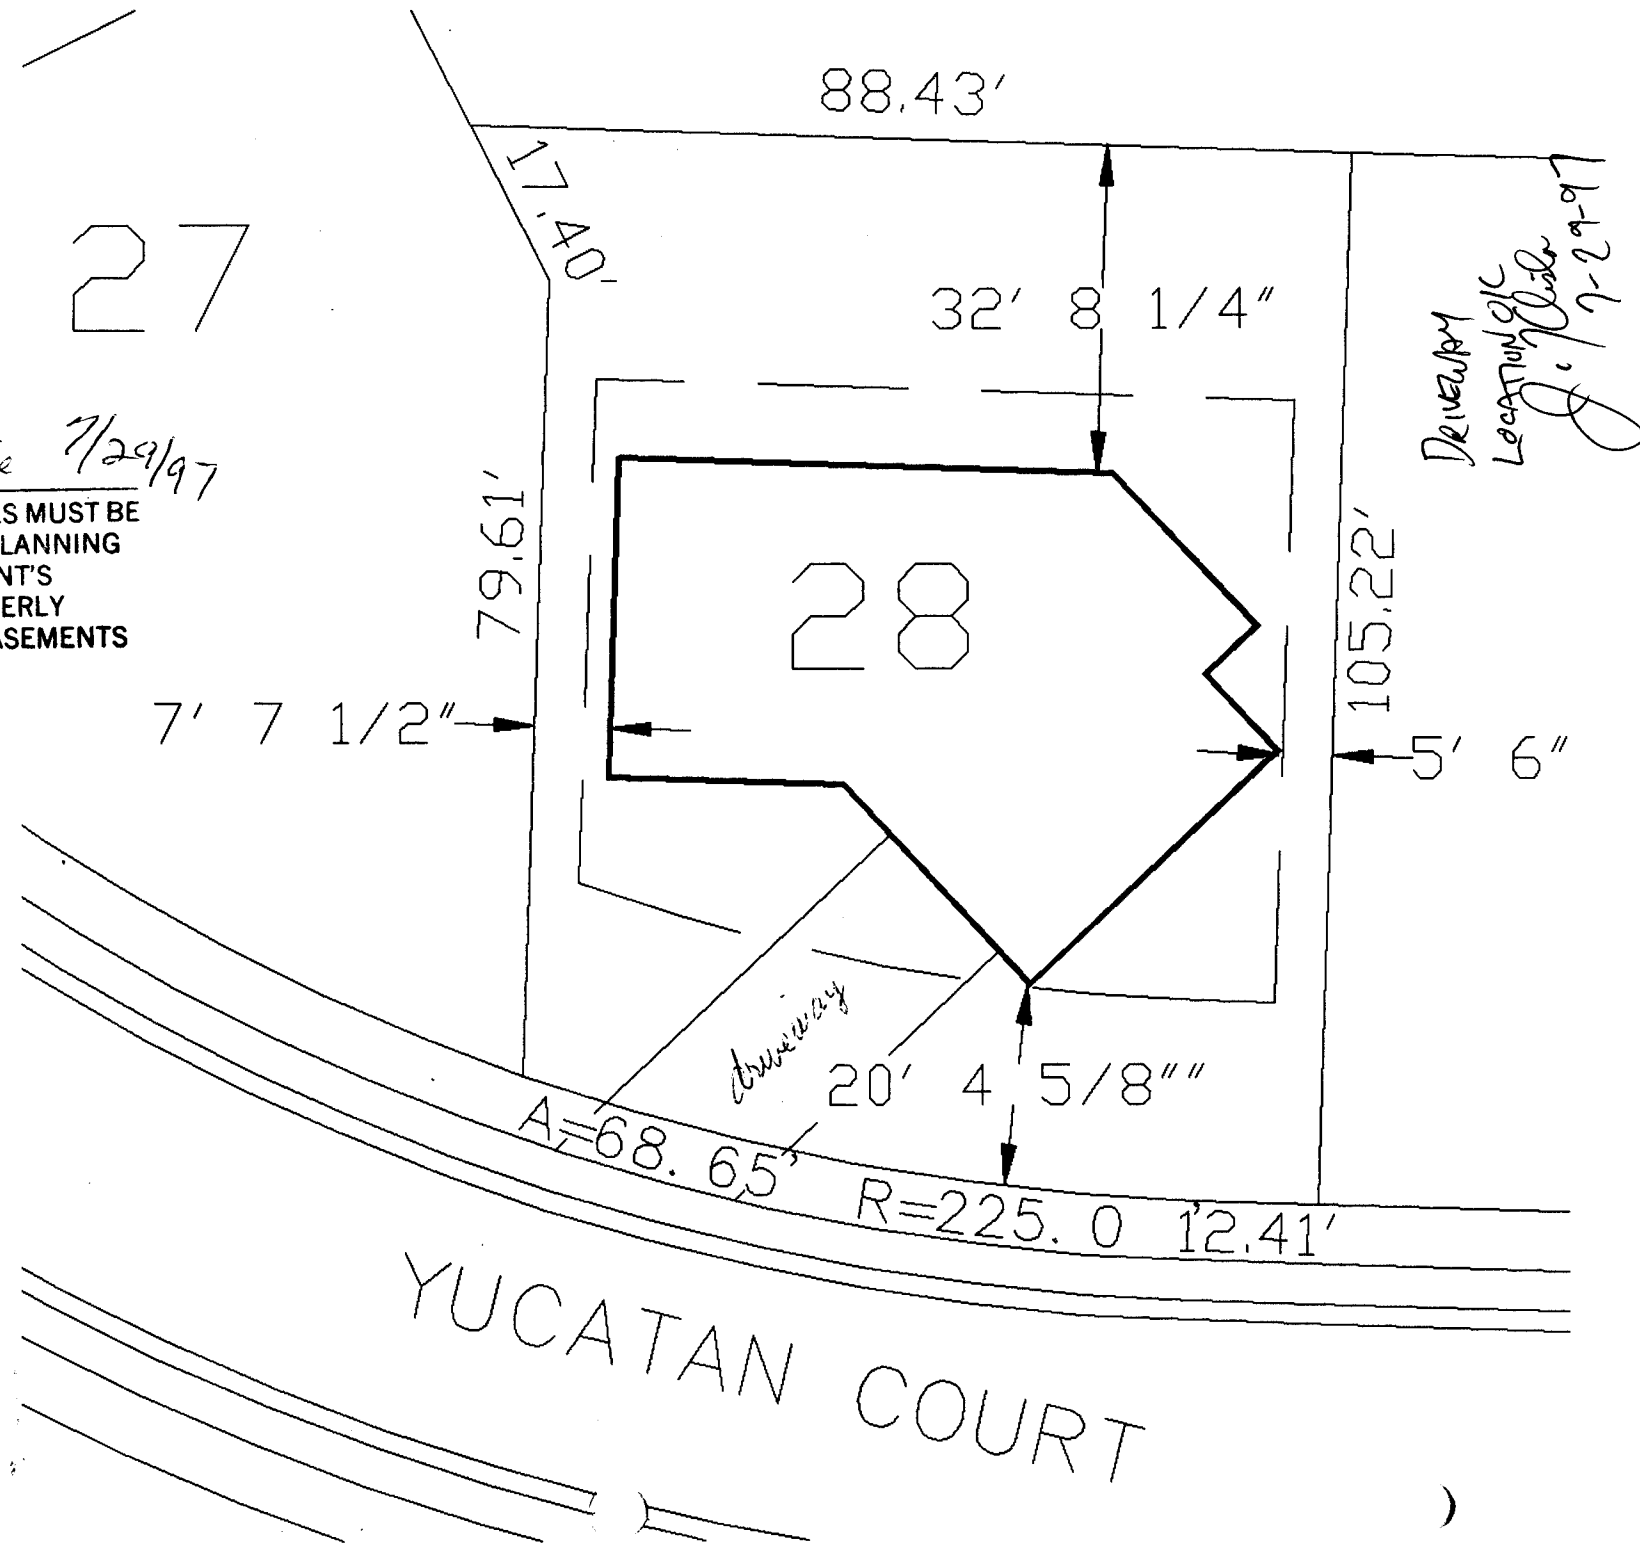 88.43'
17.40'
27
32' 8 1/4"
DRIVEWAY
LOCATION O/C
7-29-97
7/29/97
S MUST BE
LANNING
NT'S
ERLY
ASEMENTS
79.61'
28
105.22'
7' 7 1/2"
5' 6"
driveway
20' 4 5/8""
A=68.65' R=225.0 12.41'
YUCATAN COURT